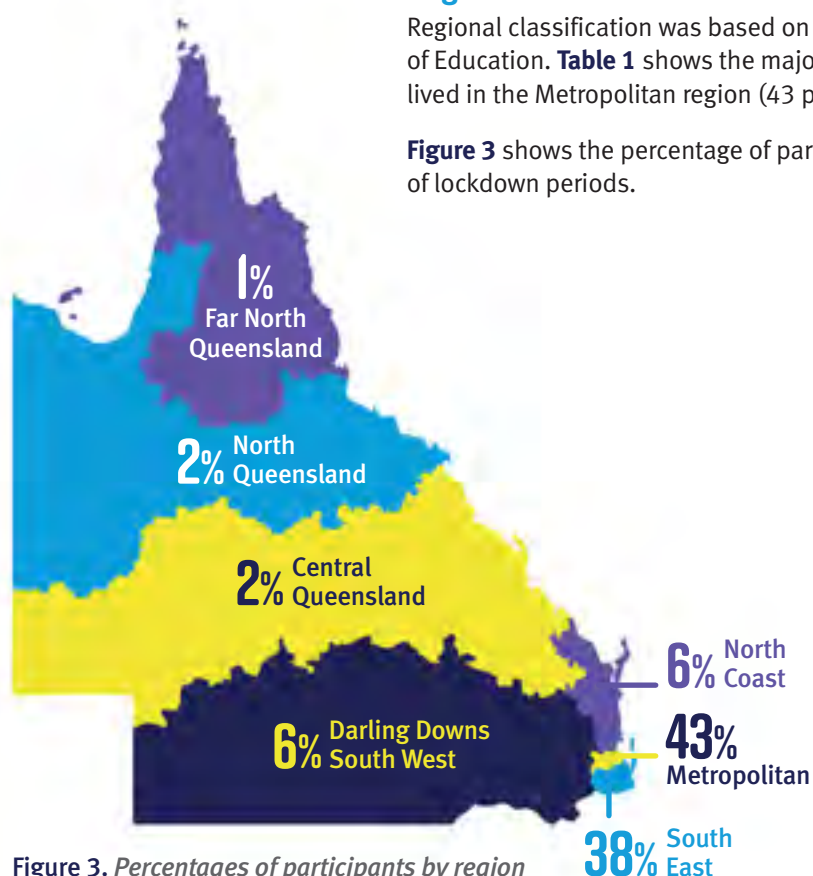 Regional classification was based on
of Education. Table 1 shows the majo
lived in the Metropolitan region (43 p
Figure 3 shows the percentage of par
of lockdown periods.
1%
Far North
Queensland
2% North
Queensland
2% Central
Queensland
6% North
Coast
6% Darling Downs
South West
43%
Metropolitan
38% South
East
Figure 3. Percentages of participants by region